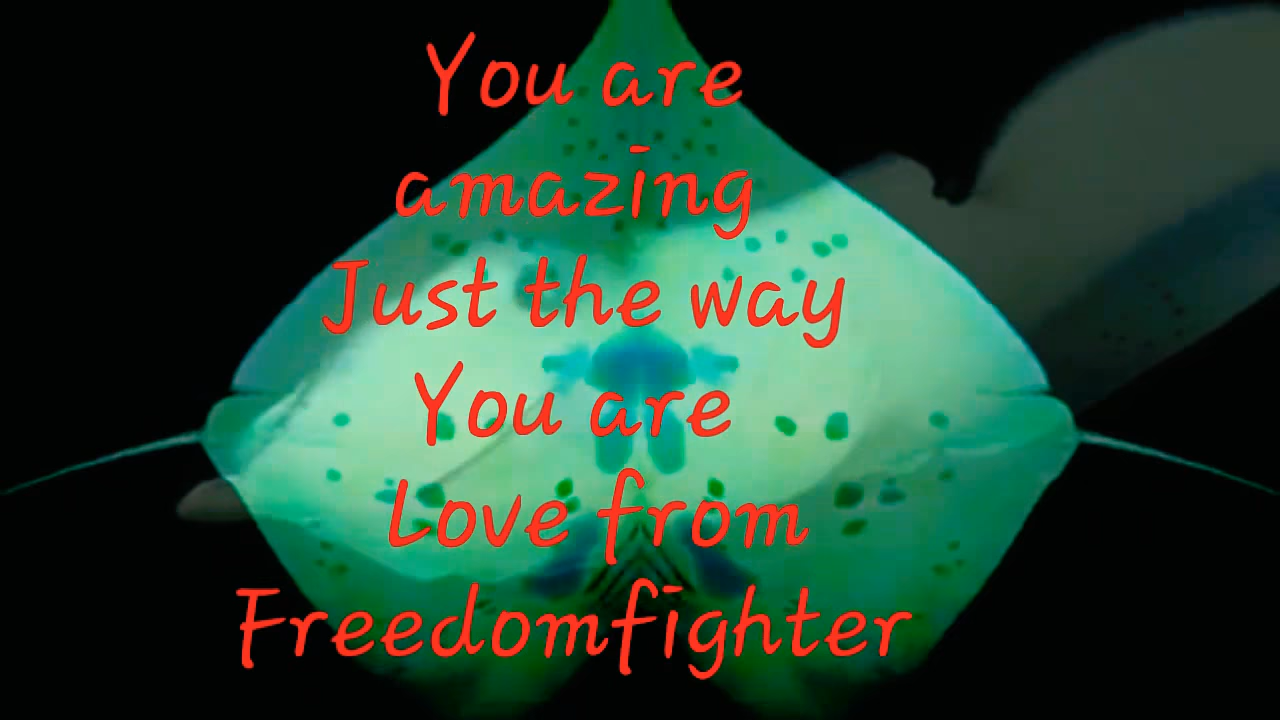 You are
amazing
Just the way
You are
Love from
Freedomfighter